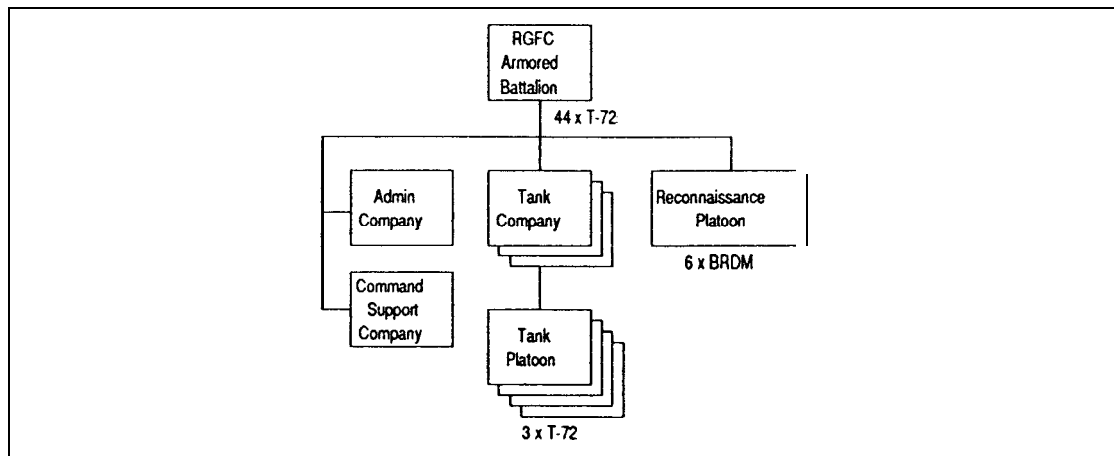 RGFC
Armored
Battalion
44 x T-72
Admin
Company
Tank
Company
Reconnaissance
Platoon
6 x BRDM
Command
Support
Company
Tank
Platoon
3 x T-72